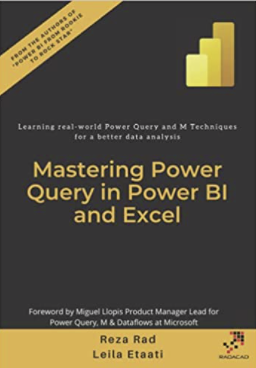 FROM THE AUTHORS OF
"POWER BI FROM ROOKIE
TO ROCK STAR"
Learning real-world Power Query and M Techniques
for a better data analysis
Mastering Power
Query in Power BI
and Excel
Foreword by Miguel Llopis Product Manager Lead for
Power Query, M & Dataflows at Microsoft
Reza Rad
Leila Etaati
RADACAD